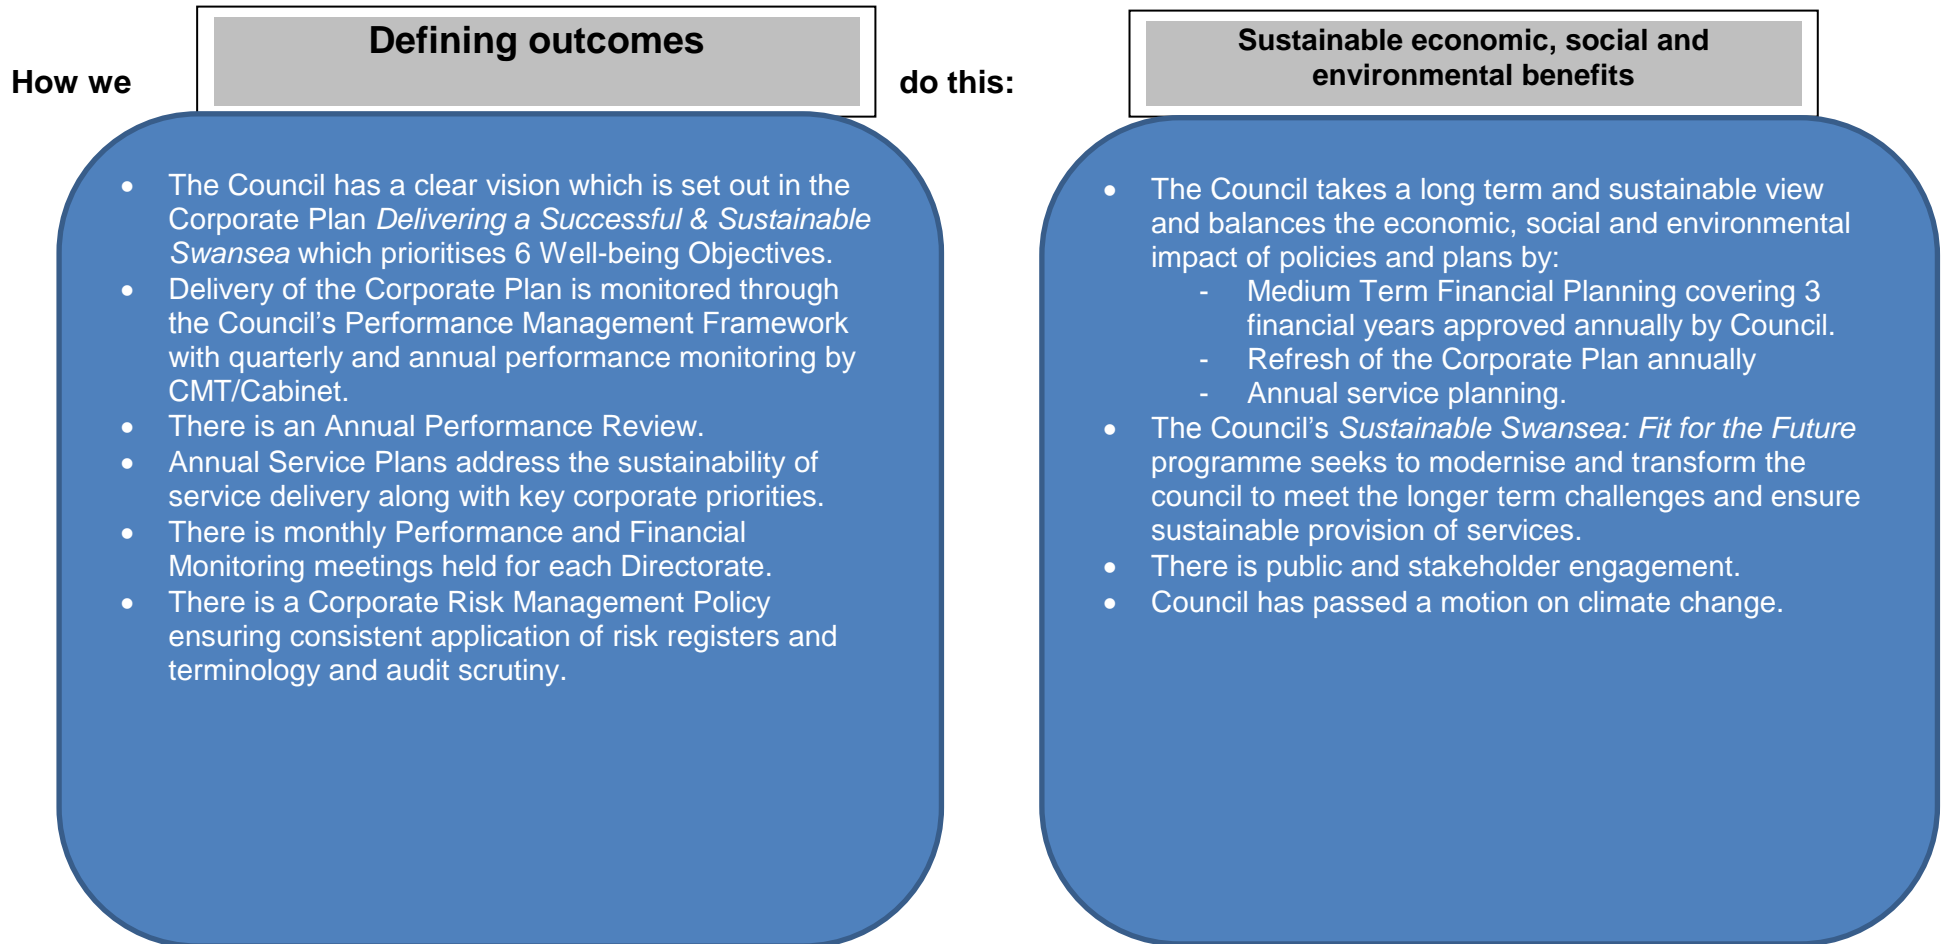 How we
Defining outcomes
do this:
• The Council has a clear vision which is set out in the
Corporate Plan Delivering a Successful & Sustainable
Swansea which prioritises 6 Well-being Objectives.
• Delivery of the Corporate Plan is monitored through
the Council’s Performance Management Framework
with quarterly and annual performance monitoring by
CMT/Cabinet.
• There is an Annual Performance Review.
• Annual Service Plans address the sustainability of
service delivery along with key corporate priorities.
• There is monthly Performance and Financial
Monitoring meetings held for each Directorate.
• There is a Corporate Risk Management Policy
ensuring consistent application of risk registers and
terminology and audit scrutiny.
Sustainable economic, social and
environmental benefits
• The Council takes a long term and sustainable view
and balances the economic, social and environmental
impact of policies and plans by:
- Medium Term Financial Planning covering 3
financial years approved annually by Council.
- Refresh of the Corporate Plan annually
- Annual service planning.
• The Council’s Sustainable Swansea: Fit for the Future
programme seeks to modernise and transform the
council to meet the longer term challenges and ensure
sustainable provision of services.
• There is public and stakeholder engagement.
• Council has passed a motion on climate change.